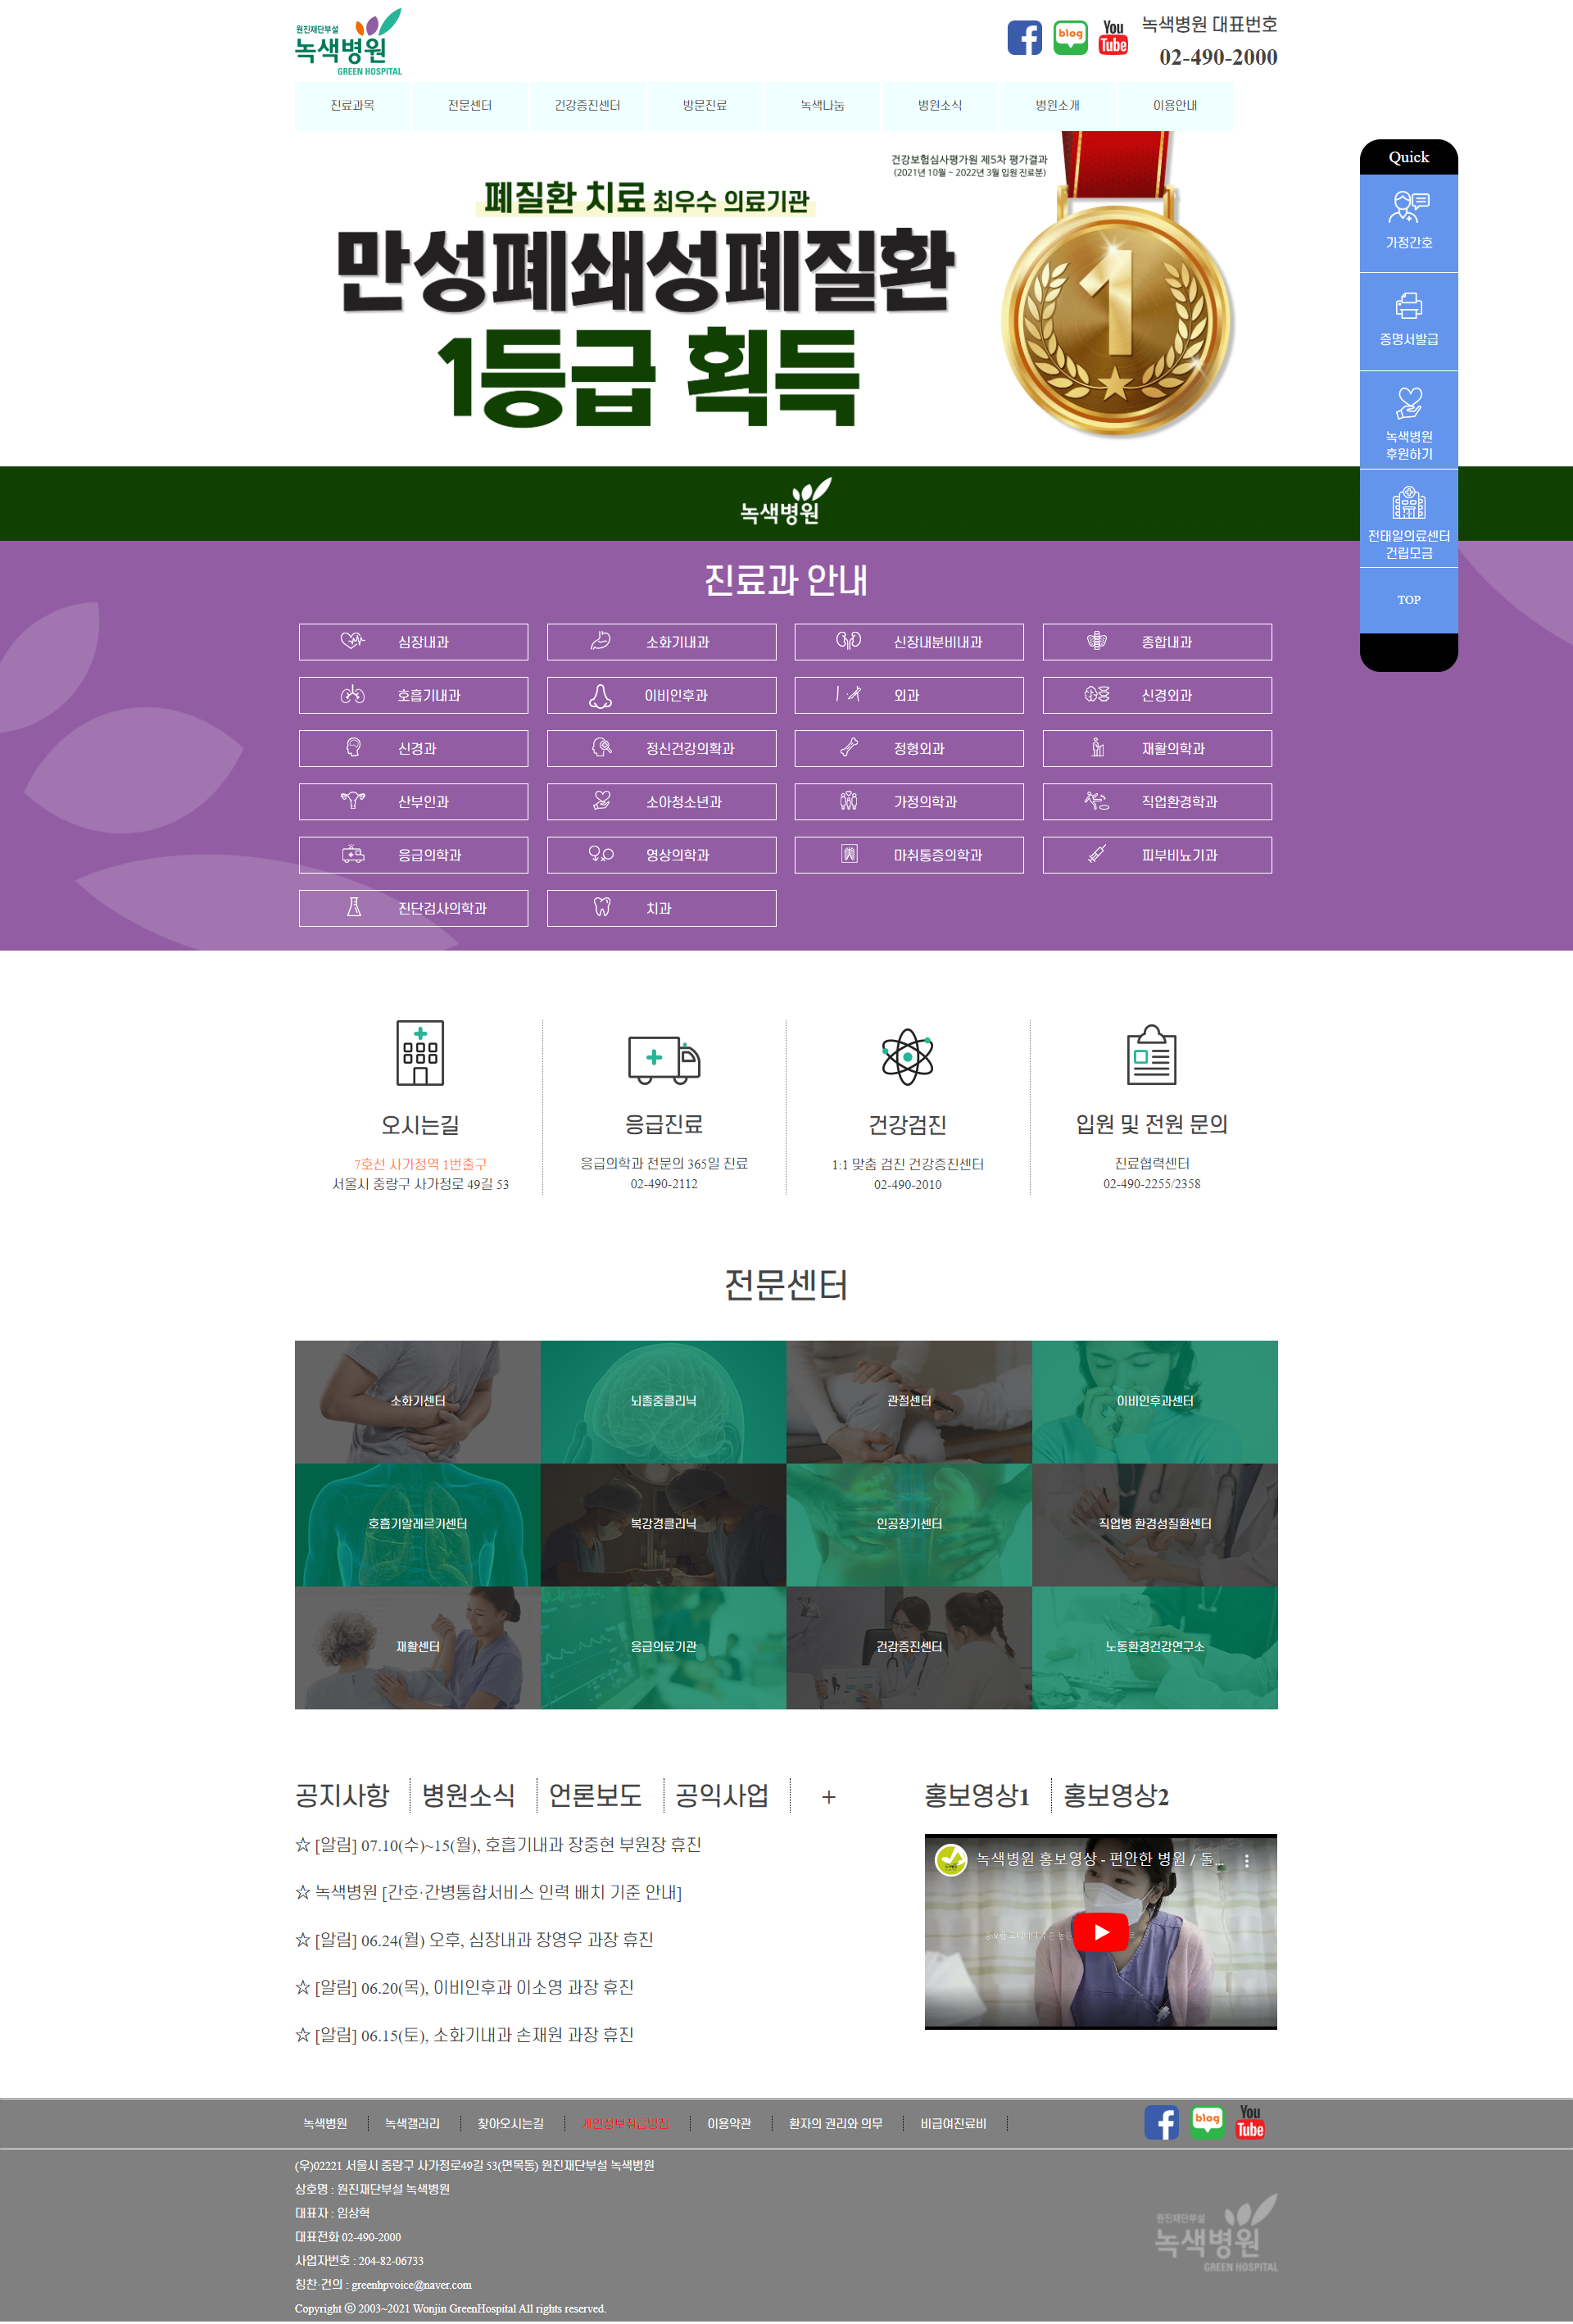 원진재단부설
녹색병원
GREEN HOSPITAL
blog
You
Tube
녹색병원 대표번호
02-490-2000
진료과목
전문센터
건강증진센터
방문진료
녹색나눔
병원소식
병원소개
이용안내
건강보험심사평가원 제5차 평가결과
(2021년 10월 ~ 2022년 3월 입원 진료분)
폐질환 치료 최우수 의료기관
만성폐쇄성폐질환
1등급 획득
1
녹색병원
Quick
가정간호
증명서발급
녹색병원
후원하기
전태일의료센터
건립모금
TOP
진료과 안내
심장내과
소화기내과
신장내분비내과
종합내과
호흡기내과
이비인후과
외과
신경외과
신경과
정신건강의확과
정형외과
재활의학과
산부인과
소아청소년과
가정의학과
직업환경학과
응급의학과
영상의학과
마취통증의학과
피부비뇨기과
진단검사의학과
치과
오시는길
7호선 사가정역 1번출구
서울시 중랑구 사가정로 49길 53
응급진료
응급의학과 전문의 365일 진료
02-490-2112
건강검진
1:1 맞춤 검진 건강증진센터
02-490-2010
입원 및 전원 문의
진료협력센터
02-490-2255/2358
전문센터
소화기센터
뇌졸중클리닉
관절센터
이비인후과센터
호흡기알레르기센터
복강경클리닉
인공장기센터
직업병 환경성질환센터
재활센터
응급의료기관
건강증진센터
노동환경건강연구소
공지사항
병원소식
언론보도
공익사업
+
☆ [알림] 07.10(수)~15(월), 호흡기내과 장중현 부원장 휴진
☆ 녹색병원 [간호·간병통합서비스 인력 배치 기준 안내]
☆ [알림] 06.24(월) 오후, 심장내과 장영우 과장 휴진
☆ [알림] 06.20(목), 이비인후과 이소영 과장 휴진
☆ [알림] 06.15(토), 소화기내과 손재원 과장 휴진
홍보영상1
홍보영상2
녹색병원 홍보영상 - 편안한 병원 / 돌...
녹색병원
녹색갤러리
찾아오시는길
개인정보취급방침
이용약관
환자의 권리와 의무
비급여진료비
blog
You
Tube
(우)02221 서울시 중랑구 사가정로49길 53(면목동) 원진재단부설 녹색병원
상호명 : 원진재단부설 녹색병원
대표자 : 임상혁
대표전화 02-490-2000
사업자번호 : 204-82-06733
칭찬·건의 : greenhpvoice@naver.com
Copyright ⓒ 2003~2021 Wonjin GreenHospital All rights reserved.
원진재단부설
녹색병원
GREEN HOSPITAL